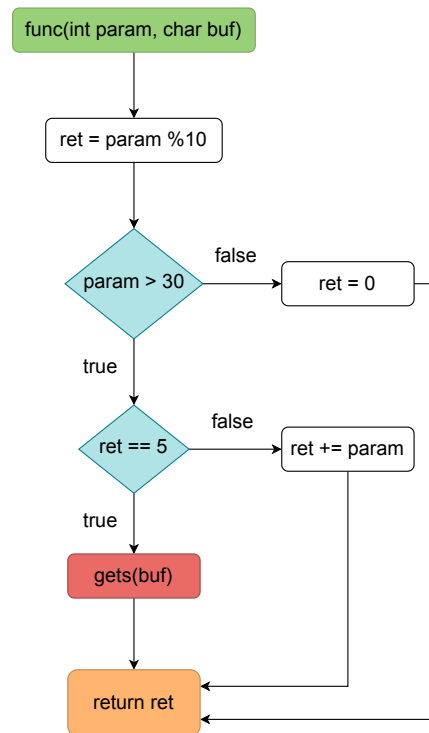 func(int param, char buf)
ret = param %10
param > 30
false
ret = 0
true
ret == 5
false
ret += param
true
gets(buf)
return ret